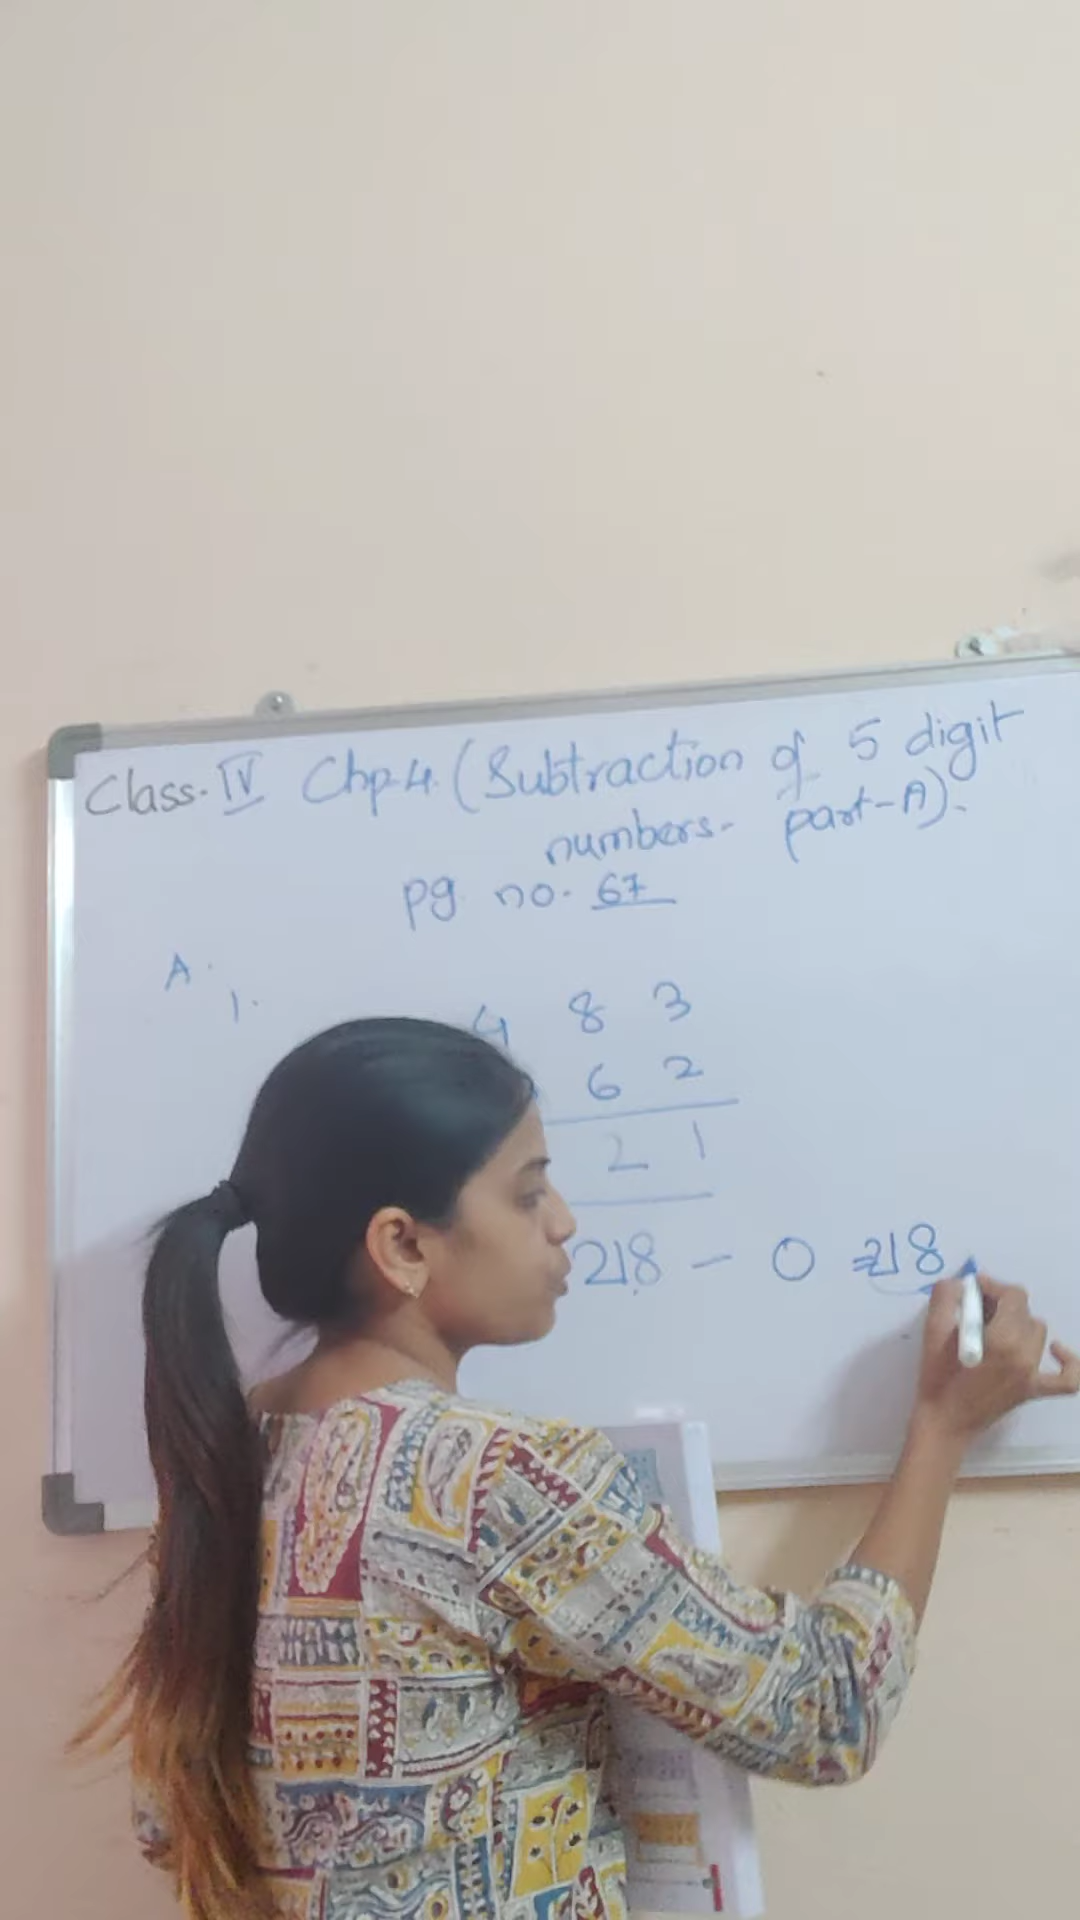 Class. IV Chp.4. (Subtraction of 5 digit
numbers- part-A).
pg no. 67
A.
1.
4 8 3
6 2
2 1
218 - 0 218